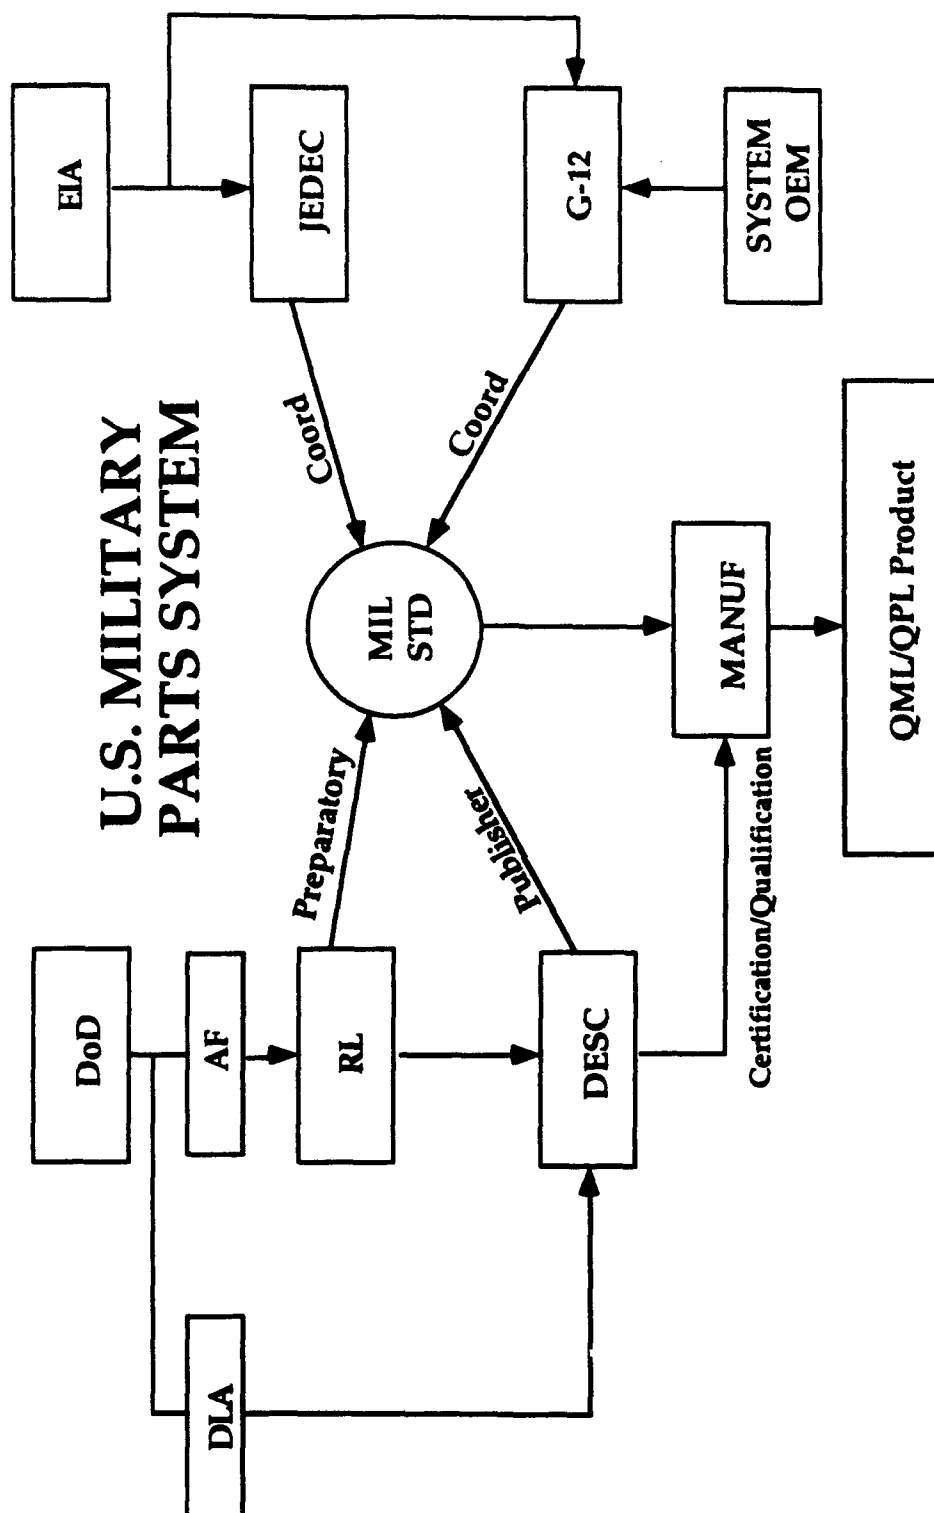 U.S. MILITARY
PARTS SYSTEM
DoD
EIA
DLA
AF
RL
JEDEC
Preparatory
Coord
MIL
STD
DESC
Publisher
Coord
G-12
SYSTEM
OEM
Certification/Qualification
MANUF
QML/QPL Product